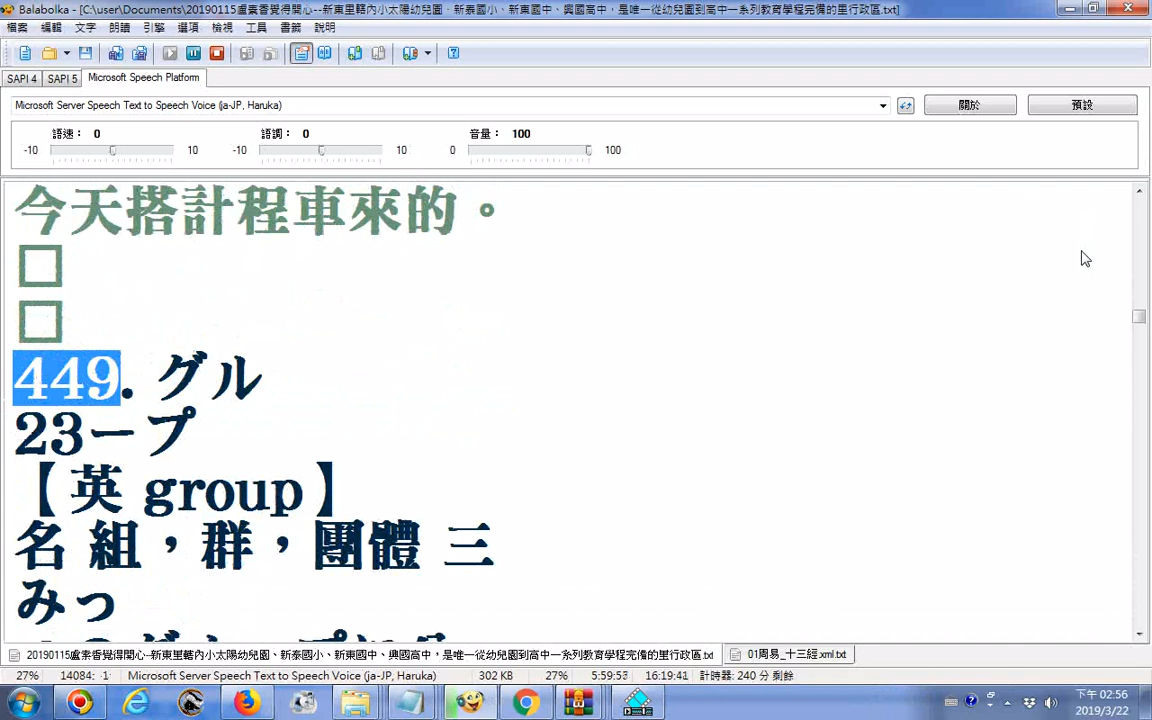 Balabolka - [C:\user\Documents\20190115盧素香覺得開心--新東里轄內小太陽幼兒園、新泰國小、新東國中、興國高中，是唯一從幼兒園到高中一系列教育學程完備的里行政區.txt]
檔案 編輯 文字 朗讀 引擎 選項 檢視 工具 書籤 說明
SAPI 4 SAPI 5 Microsoft Speech Platform
Microsoft Server Speech Text to Speech Voice (ja-JP, Haruka) 關於 預設
語速： 0 語調： 0 音量： 100
-10 10 -10 10 0 100
今天搭計程車來的。
□
□
449. グル
23ープ
【英 group】
名 組，群，團體 三
みっ
20190115盧素香覺得開心--新東里轄內小太陽幼兒園、新泰國小、新東國中、興國高中，是唯一從幼兒園到高中一系列教育學程完備的里行政區.txt 01周易_十三經.xml.txt
27% 14084: 1 Microsoft Server Speech Text to Speech Voice (ja-JP, Haruka) 302 KB 27% 5:59:53 16:19:41 計時器: 240 分 剩餘
下午 02:56
2019/3/22